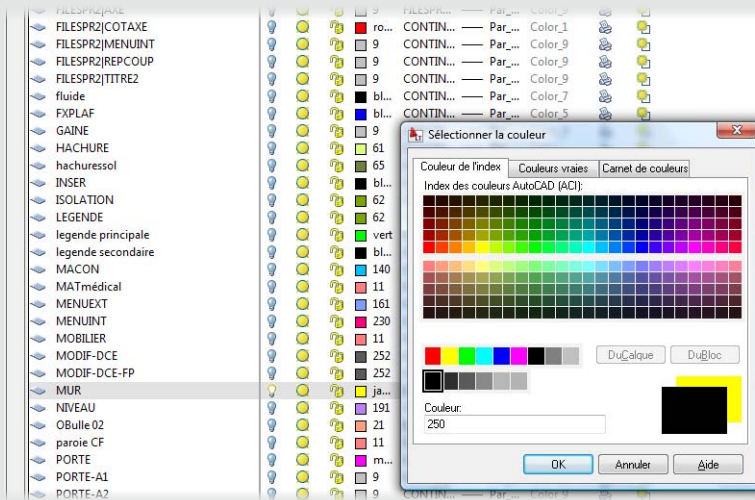 FILESPR2|AXE 9 FILESPR...
FILESPR2|COTAXE ro... CONTIN... Par_... Color_1
FILESPR2|MENUINT 9 CONTIN... Par_... Color_9
FILESPR2|REPCOUP 9 CONTIN... Par_... Color_9
FILESPR2|TITRE2 9 CONTIN... Par_... Color_9
fluide bl... CONTIN... Par_... Color_7
FXPLAF bl... CONTIN... Par_... Color_5
GAINE 9
HACHURE 61
hachuressol 65
INSER bl...
ISOLATION 62
LEGENDE 62
legende principale vert
legende secondaire bl...
MACON 140
MATmédical 11
MENUEXT 161
MENUINT 230
MOBILIER 11
MODIF-DCE 252
MODIF-DCE-FP 252
MUR ja...
NIVEAU 191
OBulle 02 21
paroie CF 11
PORTE m...
PORTE-A1 9
PORTE-A2 9 CONTIN... Par_... Color_9
Sélectionner la couleur
Couleur de l'index Couleurs vraies Carnet de couleurs
Index des couleurs AutoCAD (ACI):
DuCalque DuBloc
Couleur:
250
OK Annuler Aide